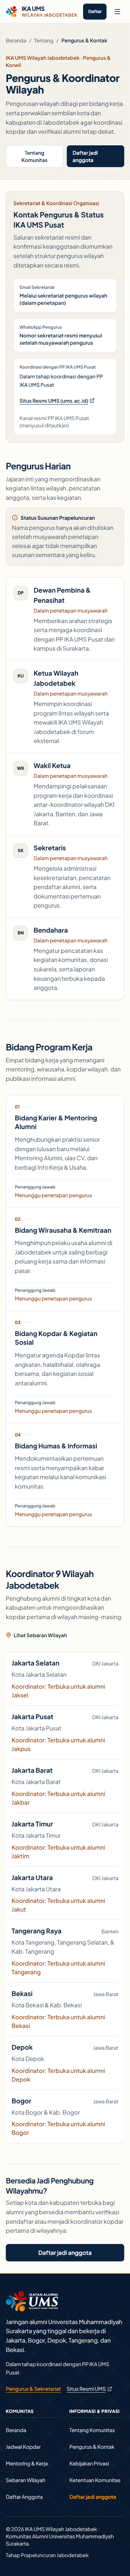 IKA UMS
WILAYAH JABODETABEK
Daftar
Beranda / Tentang / Pengurus & Kontak
IKA UMS Wilayah Jabodetabek · Pengurus &
Korwil
Pengurus & Koordinator
Wilayah
Pengurus harian, bidang program
kerja, dan koordinator area Jabodetabek
adalah penghubung kegiatan,
dan verifikasi alumni tetap dekat.
Tentang
Komunitas
Daftar jadi
anggota
Sekretariat & Koordinasi Organisasi
Kontak Pengurus & Status
IKA UMS Pusat
Saluran sekretariat resmi dan
konfirmasi keanggotaan diumumkan
setelah struktur pengurus wilayah
ditetapkan secara resmi.
Email Sekretariat
Melalui sekretariat pengurus wilayah
(dalam penetapan)
WhatsApp Pengurus
Nomor sekretariat resmi menyusul
setelah musyawarah pengurus
Koordinasi dengan PP IKA UMS Pusat
Dalam tahap koordinasi dengan PP
IKA UMS Pusat
Situs Resmi UMS (ums.ac.id)
Kanal resmi PP IKA UMS Pusat
(menyusul ditautkan)
Pengurus Harian
Jajaran inti yang mengoordinasikan
kegiatan tingkat wilayah, penetapan
anggota, serta kas kegiatan.
Status Susunan Prapeluncuran
Nama pengurus hanya akan dituliskan
setelah musyawarah dan penetapan
selesai agar tidak menampilkan
susunan sementara yang keliru.
DP
Dewan Pembina &
Penasihat
Dalam penetapan musyawarah
Memberikan arahan strategis
serta menjaga koordinasi
dengan PP IKA UMS Pusat dan
kampus di Surakarta.
KU
Ketua Wilayah
Jabodetabek
Dalam penetapan musyawarah
Memimpin koordinasi
program kerja wilayah serta
mewakili IKA UMS Wilayah
Jabodetabek di forum
eksternal.
WK
Wakil Ketua
Dalam penetapan musyawarah
Mendampingi pelaksanaan
program kerja dan koordinasi
antar-koordinator wilayah DKI
Jakarta, Banten, dan Jawa
Barat.
SK
Sekretaris
Dalam penetapan musyawarah
Mengelola administrasi
kesekretariatan, pencatatan
pendaftaran alumni, serta
dokumentasi pertemuan
pengurus.
BN
Bendahara
Dalam penetapan musyawarah
Mengatur pencatatan kas
kegiatan komunitas, donasi
sukarela, serta laporan
keuangan terbuka kepada
anggota.
Bidang Program Kerja
Empat bidang kerja yang menangani
mentoring, wirausaha, kopdar wilayah, dan
publikasi informasi alumni.
01
Bidang Karier & Mentoring
Alumni
Menghubungkan praktisi senior
dengan lulusan baru melalui
Mentoring Alumni, ulasan CV, dan
berbagi Info Kerja & Usaha.
Penanggung Jawab
Menunggu penetapan pengurus
02
Bidang Wirausaha & Kemitraan
Menghimpun pelaku usaha alumni di
Jabodetabek untuk saling berbagi
peluang kerja sama dan informasi
pasar.
Penanggung Jawab
Menunggu penetapan pengurus
03
Bidang Kopdar & Kegiatan
Sosial
Mengatur agenda Kopdar lintas
angkatan, halalbihalal, olahraga
bersama, dan kegiatan sosial
antaralumni.
Penanggung Jawab
Menunggu penetapan pengurus
04
Bidang Humas & Informasi
Mendokumentasikan pertemuan
resmi serta menyampaikan kabar
kegiatan melalui kanal komunikasi
komunitas.
Penanggung Jawab
Menunggu penetapan pengurus
Koordinator 9 Wilayah
Jabodetabek
Penghubung alumni di tingkat kota dan
kabupaten untuk mengoordinasikan
kopdar pertama di wilayah masing-masing.
Lihat Sebaran Wilayah
Jakarta Selatan
DKI Jakarta
Kota Jakarta Selatan
Koordinator: Terbuka untuk alumni
Jaksel
Jakarta Pusat
DKI Jakarta
Kota Jakarta Pusat
Koordinator: Terbuka untuk alumni
Jakpus
Jakarta Barat
DKI Jakarta
Kota Jakarta Barat
Koordinator: Terbuka untuk alumni
Jakbar
Jakarta Timur
DKI Jakarta
Kota Jakarta Timur
Koordinator: Terbuka untuk alumni
Jaktim
Jakarta Utara
DKI Jakarta
Kota Jakarta Utara
Koordinator: Terbuka untuk alumni
Jakut
Tangerang Raya
Banten
Kota Tangerang, Tangerang Selatan, &
Kab. Tangerang
Koordinator: Terbuka untuk alumni
Tangerang
Bekasi
Jawa Barat
Kota Bekasi & Kab. Bekasi
Koordinator: Terbuka untuk alumni
Bekasi
Depok
Jawa Barat
Kota Depok
Koordinator: Terbuka untuk alumni
Depok
Bogor
Jawa Barat
Kota Bogor & Kab. Bogor
Koordinator: Terbuka untuk alumni
Bogor
Bersedia Jadi Penghubung
Wilayahmu?
Setiap kota dan kabupaten terbuka bagi
alumni yang bersedia membantu verifikasi
pendaftar atau menjadi koordinator kopdar
pertama di wilayahnya.
Daftar jadi anggota
IKATAN ALUMNI
UMS
Jaringan alumni Universitas Muhammadiyah
Surakarta yang tinggal dan bekerja di
Jakarta, Bogor, Depok, Tangerang, dan
Bekasi.
Dalam tahap koordinasi dengan PP IKA UMS
Pusat.
Pengurus & Sekretariat
Situs Resmi UMS
KOMUNITAS
INFORMASI & PRIVASI
Beranda
Tentang Komunitas
Jadwal Kopdar
Pengurus & Kontak
Mentoring & Kerja
Kebijakan Privasi
Sebaran Wilayah
Ketentuan Komunitas
Daftar Anggota
Daftar jadi anggota
© 2026 IKA UMS Wilayah Jabodetabek ·
Komunitas Alumni Universitas Muhammadiyah
Surakarta.
Tahap Prapeluncuran Jabodetabek